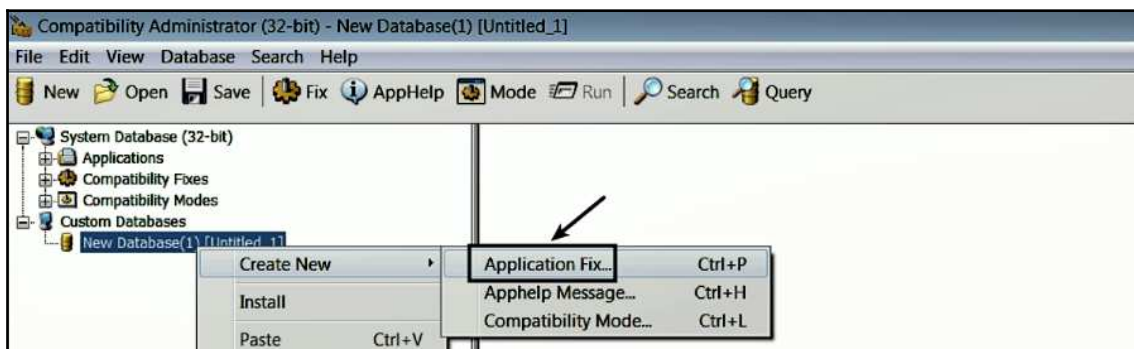 Compatibility Administrator (32-bit) - New Database(1) [Untitled_1]
File Edit View Database Search Help
New Open Save Fix AppHelp Mode Run Search Query
System Database (32-bit)
Applications
Compatibility Fixes
Compatibility Modes
Custom Databases
New Database(1) [Untitled_1]
Create New Application Fix... Ctrl+P
Apphelp Message... Ctrl+H
Install
Compatibility Mode... Ctrl+L
Paste Ctrl+V